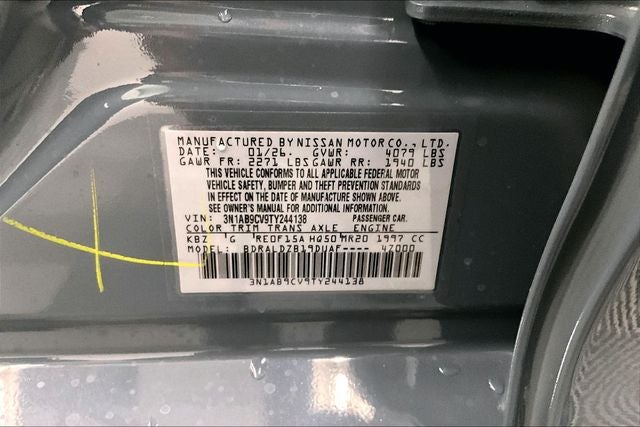 MANUFACTURED BY NISSAN MOTOR CO., LTD.
DATE: 01/26. GVWR: 4079 LBS
GAWR FR: 2271 LBS GAWR RR: 1940 LBS
THIS VEHICLE CONFORMS TO ALL APPLICABLE FEDERAL MOTOR
VEHICLE SAFETY, BUMPER AND THEFT PREVENTION STANDARDS
IN EFFECT ON THE DATE OF MANUFACTURE SHOWN ABOVE.
SEE OWNER'S MANUAL FOR ADDITIONAL INFORMATION.
VIN: 3N1AB9CV9TY244138 PASSENGER CAR.
COLOR TRIM TRANS AXLE ENGINE
KBZ G RE0F15A HQ50 MR20 1997 CC
MODEL: BDRALDZB19DUAF---- 47000
3N1AB9CV9TY244138